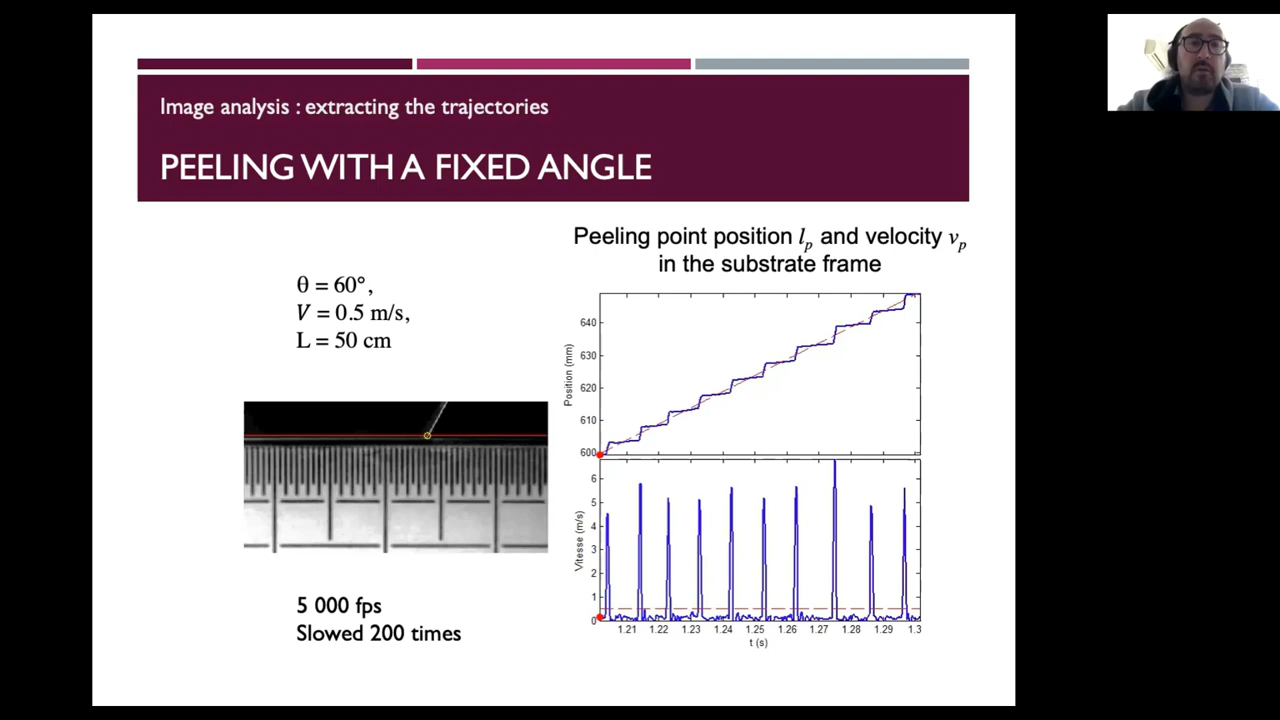 Image analysis : extracting the trajectories
PEELING WITH A FIXED ANGLE
θ = 60°,
V = 0.5 m/s,
L = 50 cm
5 000 fps
Slowed 200 times
Peeling point position lₚ and velocity vₚ
in the substrate frame
Position (mm)
640
630
620
610
600
Vitesse (m/s)
6
5
4
3
2
1
0
1.21 1.22 1.23 1.24 1.25 1.26 1.27 1.28 1.29 1.3
t (s)